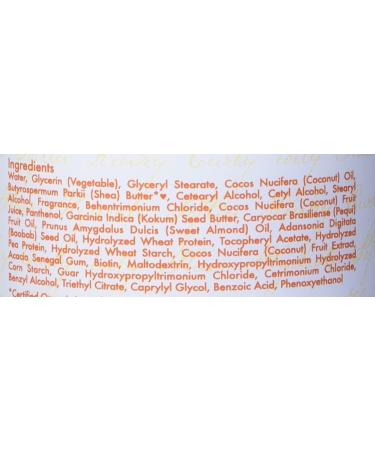 Ingredients
Water, Glycerin (Vegetable), Glyceryl Stearate, Cocos Nucifera (Coconut) Oil,
Butyrospermum Parkii (Shea) Butter*♥, Cetearyl Alcohol, Cetyl Alcohol, Stearyl
Alcohol, Fragrance, Behentrimonium Chloride, Cocos Nucifera (Coconut) Fruit
Juice, Panthenol, Garcinia Indica (Kokum) Seed Butter, Caryocar Brasiliense (Pequi)
Fruit Oil, Prunus Amygdalus Dulcis (Sweet Almond) Oil, Adansonia Digitata
(Baobab) Seed Oil, Hydrolyzed Wheat Protein, Tocopheryl Acetate, Hydrolyzed
Pea Protein, Hydrolyzed Wheat Starch, Cocos Nucifera (Coconut) Fruit Extract,
Acacia Senegal Gum, Biotin, Maltodextrin, Hydroxypropyltrimonium Hydrolyzed
Corn Starch, Guar Hydroxypropyltrimonium Chloride, Cetrimonium Chloride,
Benzyl Alcohol, Triethyl Citrate, Caprylyl Glycol, Benzoic Acid, Phenoxyethanol
*Certified